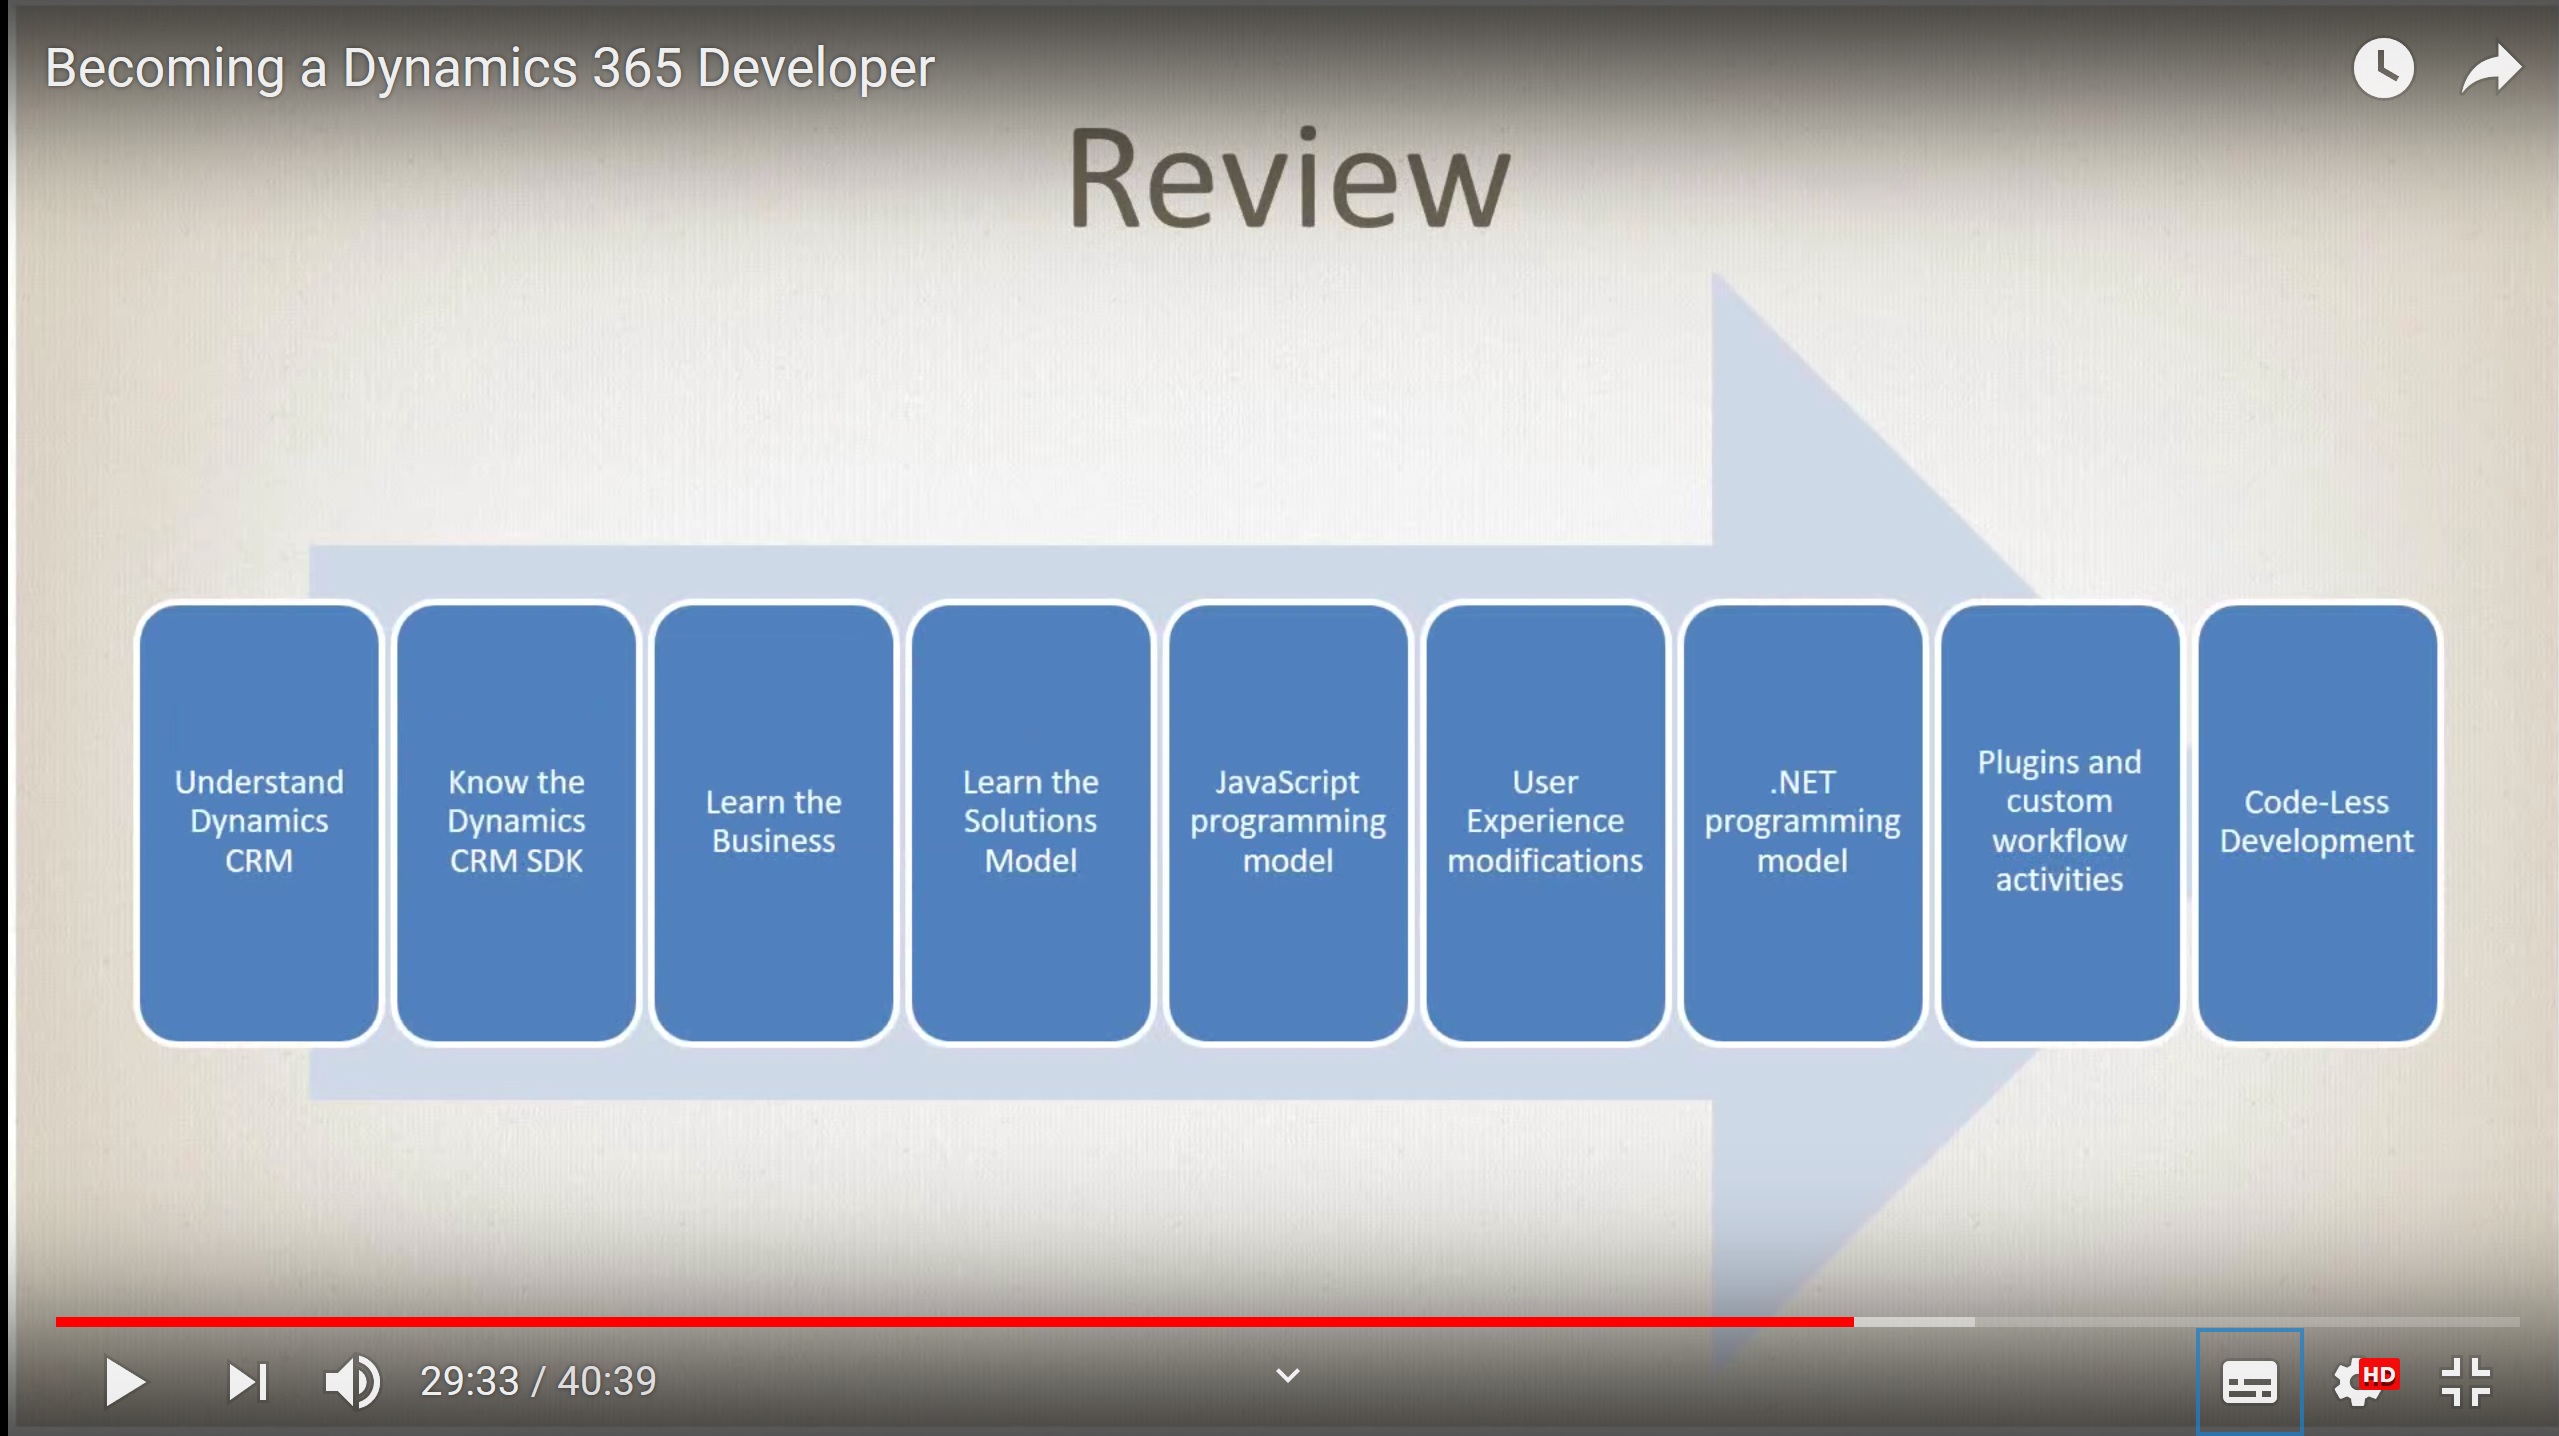 Becoming a Dynamics 365 Developer
Review
Understand
Dynamics
CRM
Know the
Dynamics
CRM SDK
Learn the
Business
Learn the
Solutions
Model
JavaScript
programming
model
User
Experience
modifications
.NET
programming
model
Plugins and
custom
workflow
activities
Code-Less
Development
29:33 / 40:39
HD